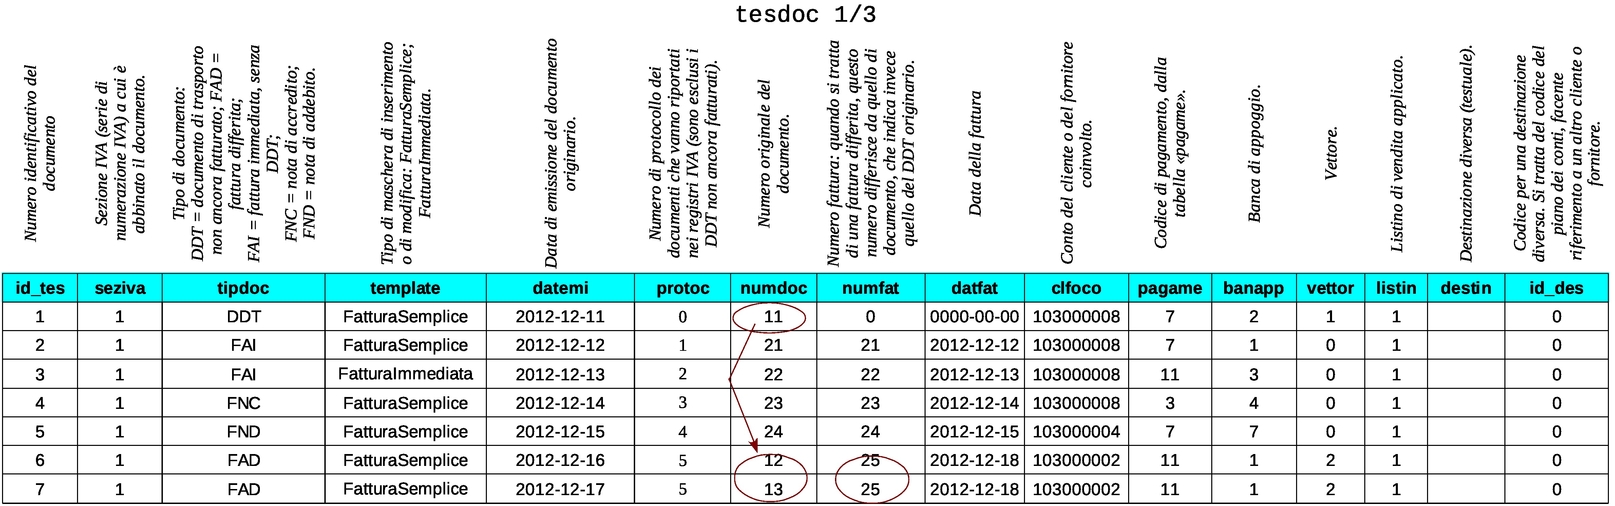 tesdoc 1/3
Numero identificativo del
documento
Sezione IVA (serie di
numerazione IVA) a cui è
abbinato il documento.
Tipo di documento:
DDT = documento di trasporto
non ancora fatturato; FAD =
fattura differita;
FAI = fattura immediata, senza
DDT;
FNC = nota di accredito;
FND = nota di addebito.
Tipo di maschera di inserimento
o di modifica: FatturaSemplice;
FatturaImmediata.
Data di emissione del documento
originario.
Numero di protocollo dei
documenti che vanno riportati
nei registri IVA (sono esclusi i
DDT non ancora fatturati).
Numero originale del
documento.
Numero fattura: quando si tratta
di una fattura differita, questo
numero differisce da quello di
documento, che indica invece
quello del DDT originario.
Data della fattura
Conto del cliente o del fornitore
coinvolto.
Codice di pagamento, dalla
tabella «pagame».
Banca di appoggio.
Vettore.
Listino di vendita applicato.
Destinazione diversa (testuale).
Codice per una destinazione
diversa. Si tratta del codice del
piano dei conti, facente
riferimento a un altro cliente o
fornitore.
id_tes seziva tipdoc template datemi protoc numdoc numfat datfat clfoco pagame banapp vettor listin destin id_des
1 1 DDT FatturaSemplice 2012-12-11 0 11 0 0000-00-00 103000008 7 2 1 1 0
2 1 FAI FatturaSemplice 2012-12-12 1 21 21 2012-12-12 103000008 7 1 0 1 0
3 1 FAI FatturaImmediata 2012-12-13 2 22 22 2012-12-13 103000008 11 3 0 1 0
4 1 FNC FatturaSemplice 2012-12-14 3 23 23 2012-12-14 103000008 3 4 0 1 0
5 1 FND FatturaSemplice 2012-12-15 4 24 24 2012-12-15 103000004 7 7 0 1 0
6 1 FAD FatturaSemplice 2012-12-16 5 12 25 2012-12-18 103000002 11 1 2 1 0
7 1 FAD FatturaSemplice 2012-12-17 5 13 25 2012-12-18 103000002 11 1 2 1 0